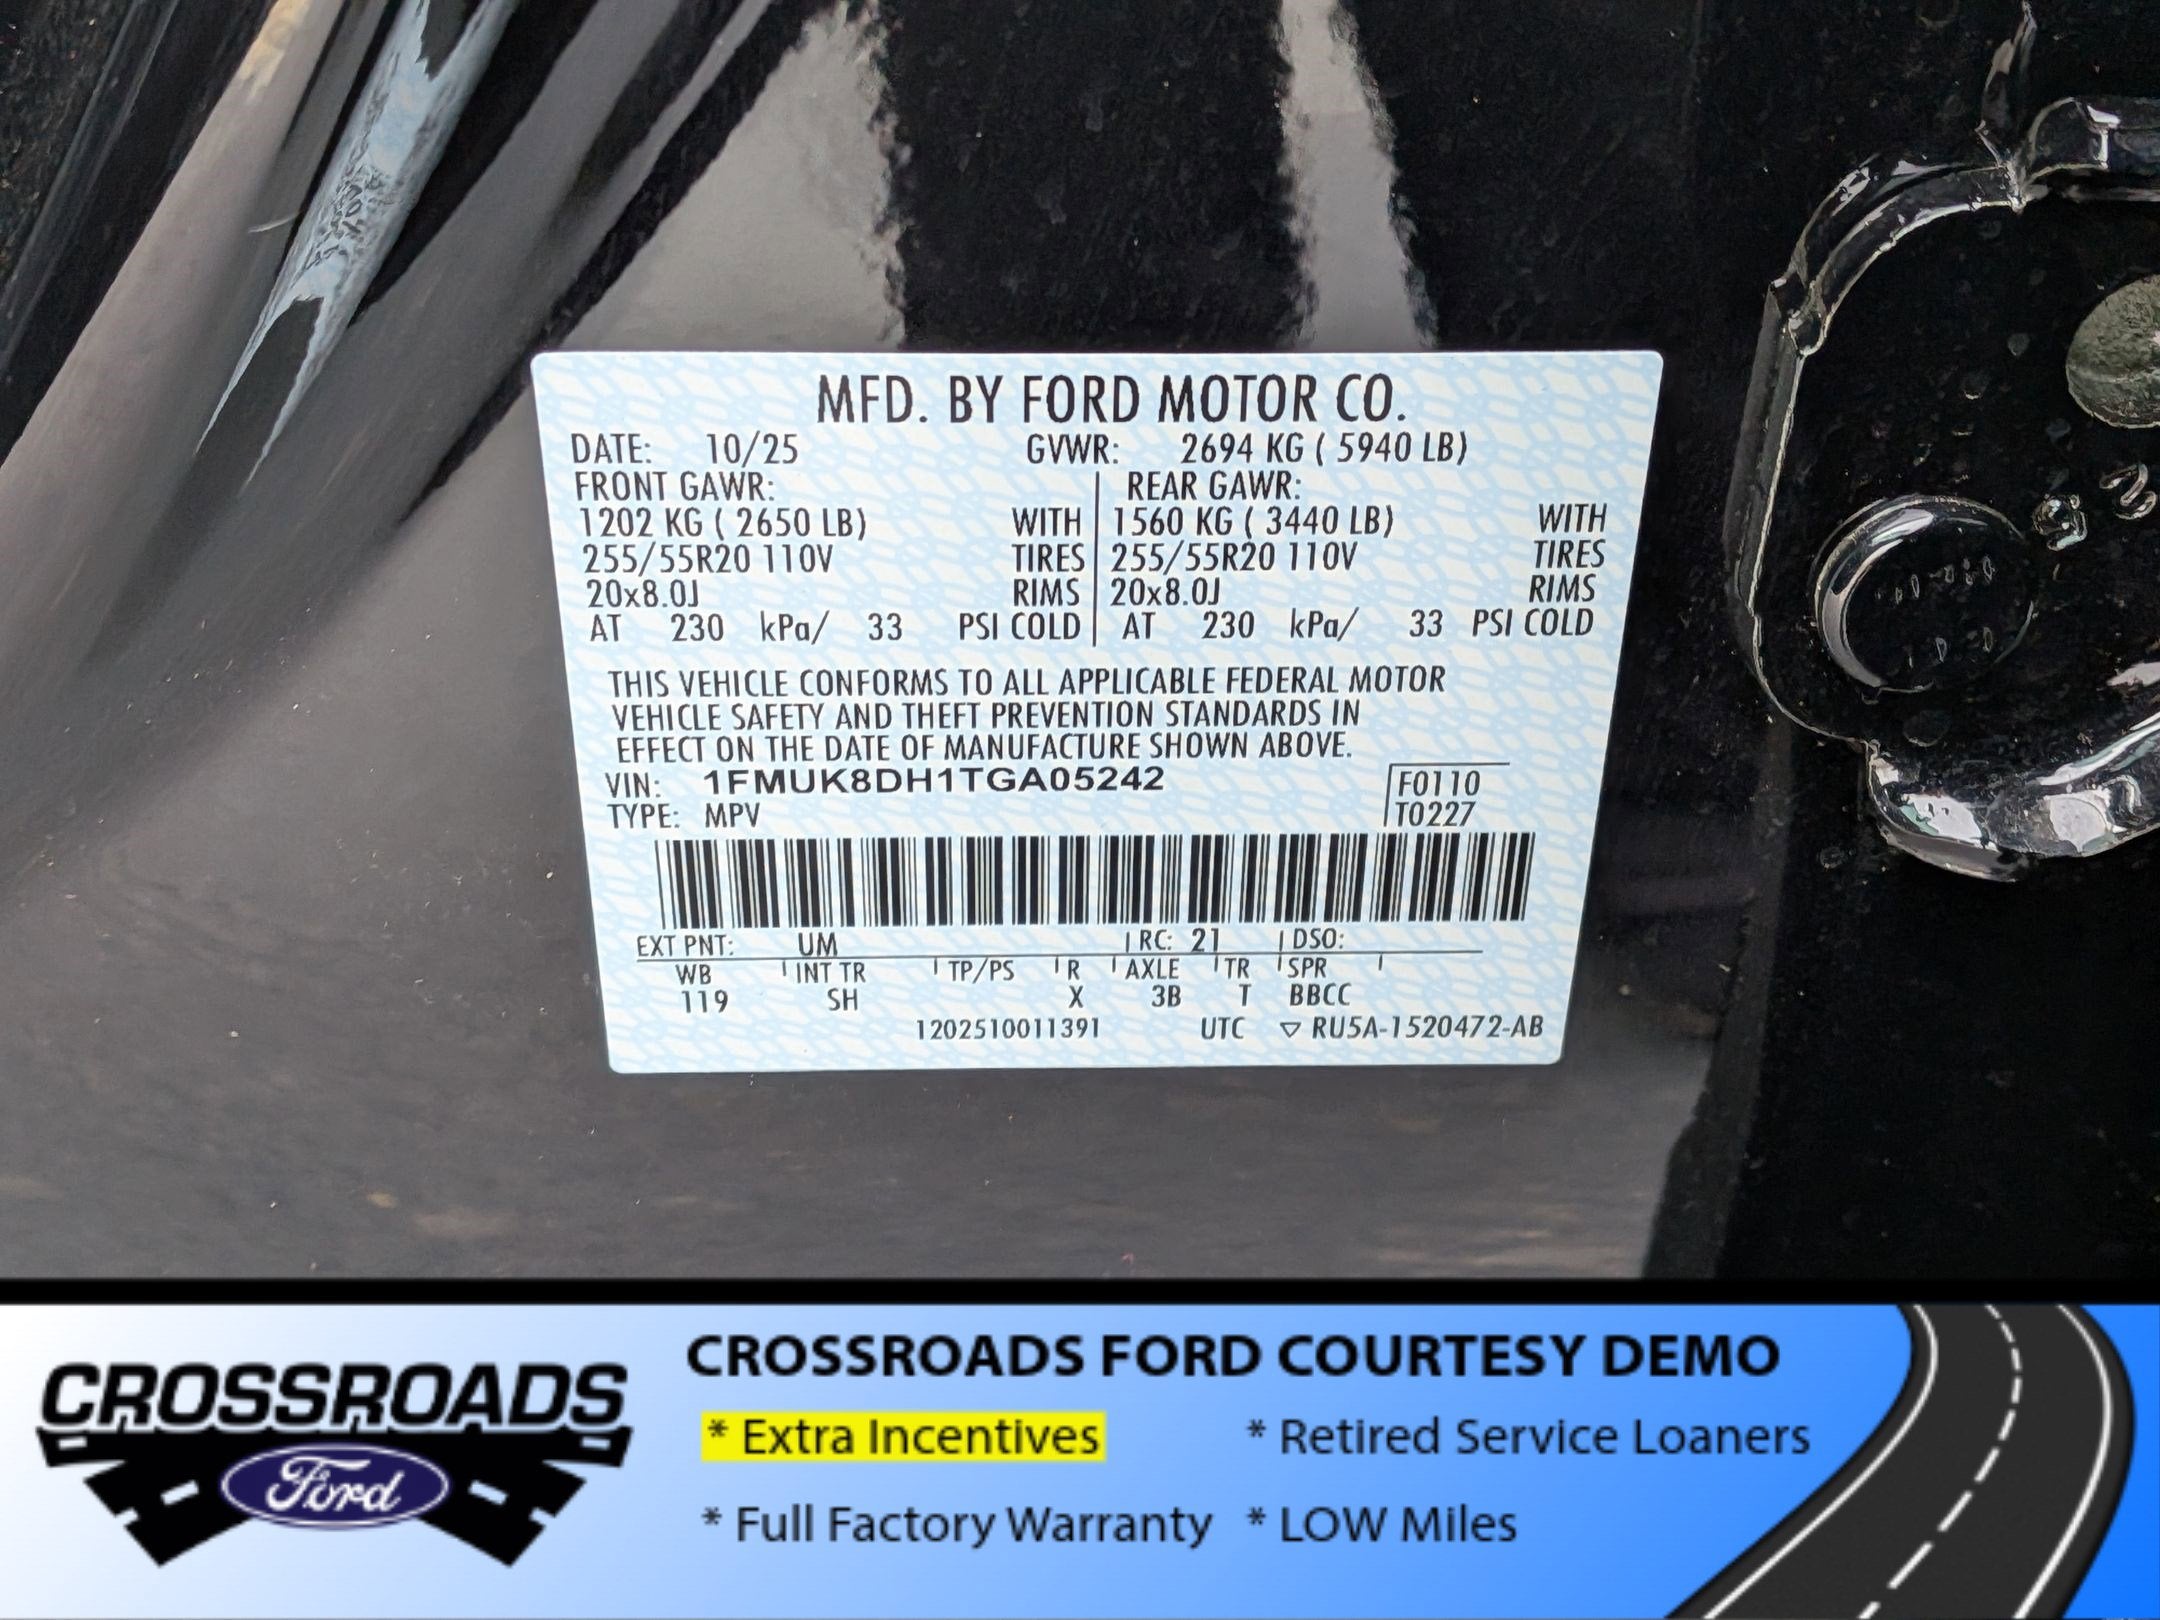 MFD. BY FORD MOTOR CO.
DATE: 10/25 GVWR: 2694 KG ( 5940 LB)
FRONT GAWR: REAR GAWR:
1202 KG ( 2650 LB) WITH 1560 KG ( 3440 LB) WITH
255/55R20 110V TIRES 255/55R20 110V TIRES
20x8.0J RIMS 20x8.0J RIMS
AT 230 kPa/ 33 PSI COLD AT 230 kPa/ 33 PSI COLD
THIS VEHICLE CONFORMS TO ALL APPLICABLE FEDERAL MOTOR
VEHICLE SAFETY AND THEFT PREVENTION STANDARDS IN
EFFECT ON THE DATE OF MANUFACTURE SHOWN ABOVE.
VIN: 1FMUK8DH1TGA05242 F0110
TYPE: MPV T0227
EXT PNT: UM RC: 21 DSO:
WB INT TR TP/PS R AXLE TR SPR
119 SH X 3B T BBCC
1202510011391 UTC ▽ RU5A-1520472-AB
CROSSROADS
Ford
CROSSROADS FORD COURTESY DEMO
* Extra Incentives * Retired Service Loaners
* Full Factory Warranty * LOW Miles